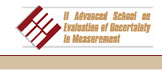 II Advanced School on
Evaluation of Uncertainty
in Measurement